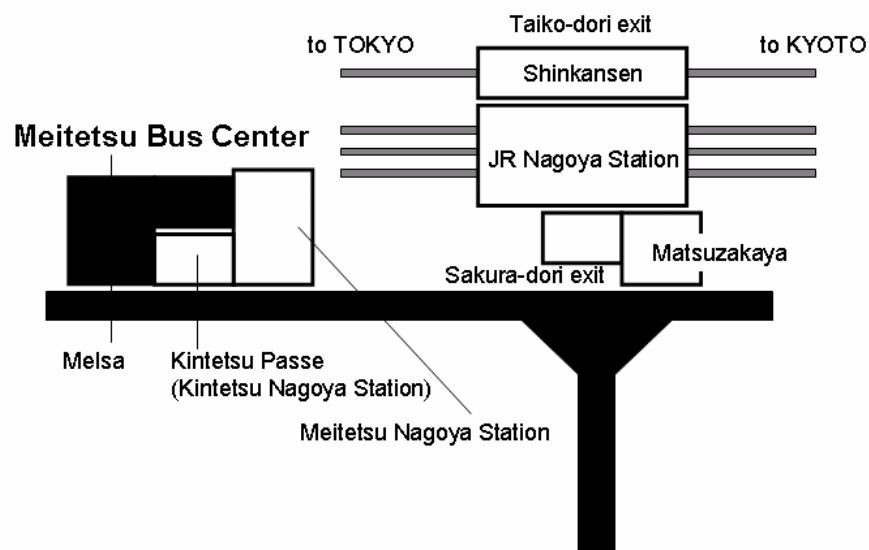 Taiko-dori exit
to TOKYO
to KYOTO
Shinkansen
Meitetsu Bus Center
JR Nagoya Station
Matsuzakaya
Sakura-dori exit
Melsa
Kintetsu Passe
(Kintetsu Nagoya Station)
Meitetsu Nagoya Station